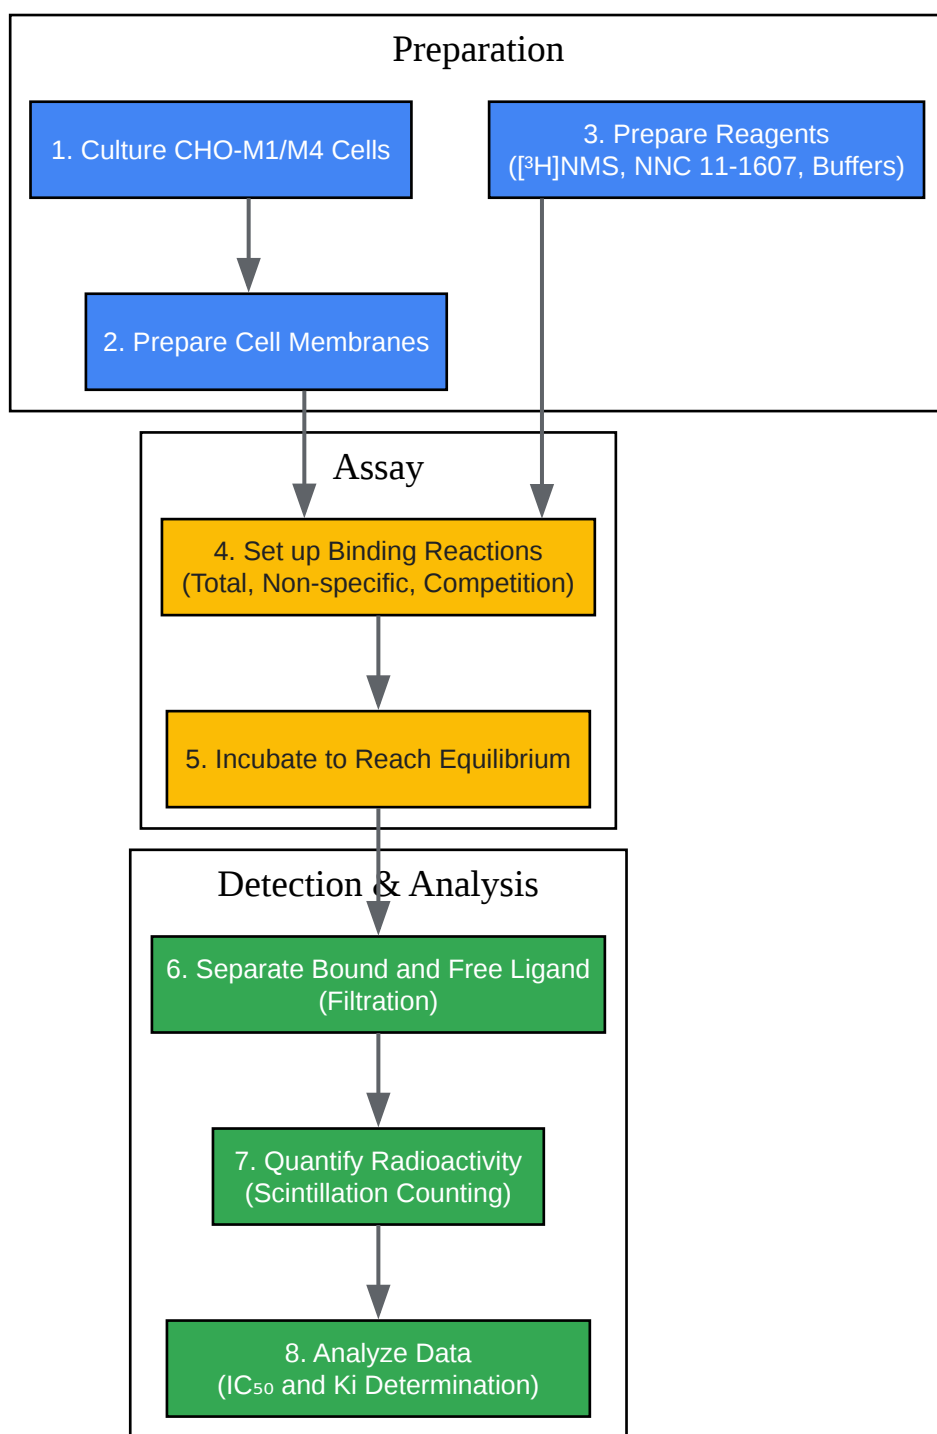 Preparation
1. Culture CHO-M1/M4 Cells
3. Prepare Reagents
([³H]NMS, NNC 11-1607, Buffers)
2. Prepare Cell Membranes
Assay
4. Set up Binding Reactions
(Total, Non-specific, Competition)
5. Incubate to Reach Equilibrium
Detection & Analysis
6. Separate Bound and Free Ligand
(Filtration)
7. Quantify Radioactivity
(Scintillation Counting)
8. Analyze Data
(IC₅₀ and Ki Determination)